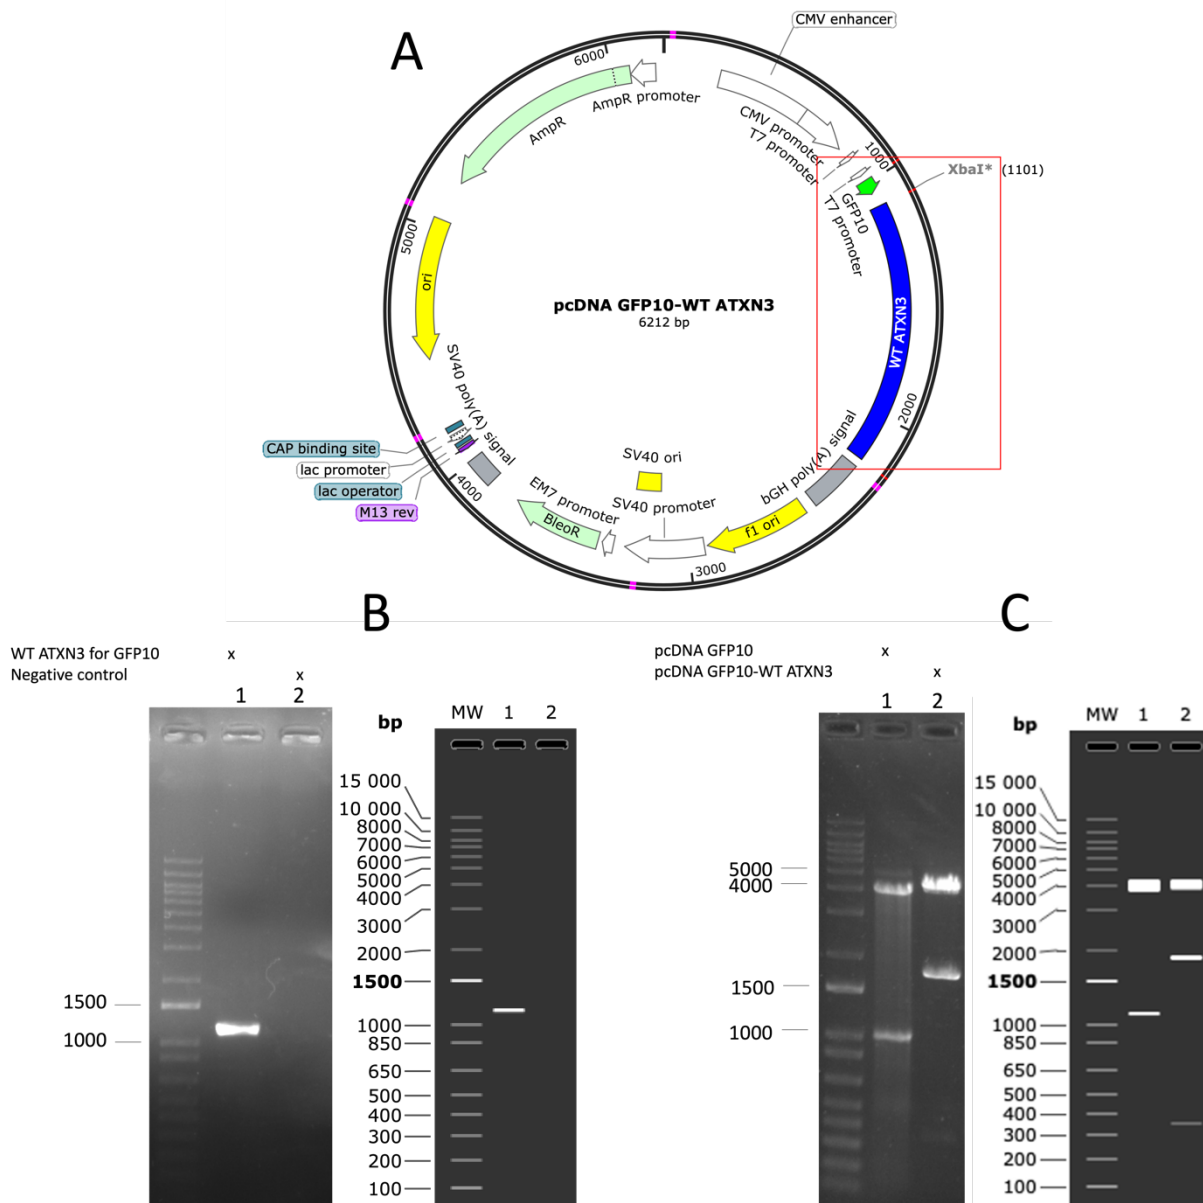 A
CMV enhancer
6000
AmpR promoter
AmpR
CMV promoter
T7 promoter
1000
XbaI* (1101)
GFP10
T7 promoter
5000
ori
pcDNA GFP10-WT ATXN3
6212 bp
WT ATXN3
2000
SV40 poly(A) signal
CAP binding site
lac promoter
lac operator
M13 rev
4000
SV40 ori
bGH poly(A) signal
EM7 promoter
SV40 promoter
BleoR
f1 ori
3000
B
WT ATXN3 for GFP10 x
Negative control x
1 2
bp MW 1 2
15 000
10 000
8000
7000
6000
5000
4000
3000
2000
1500
1000
850
650
500
400
300
200
100
1500
1000
C
pcDNA GFP10 x
pcDNA GFP10-WT ATXN3 x
1 2
bp MW 1 2
15 000
10 000
8000
7000
6000
5000
4000
3000
2000
1500
1000
850
650
500
400
300
200
100
5000
4000
1500
1000